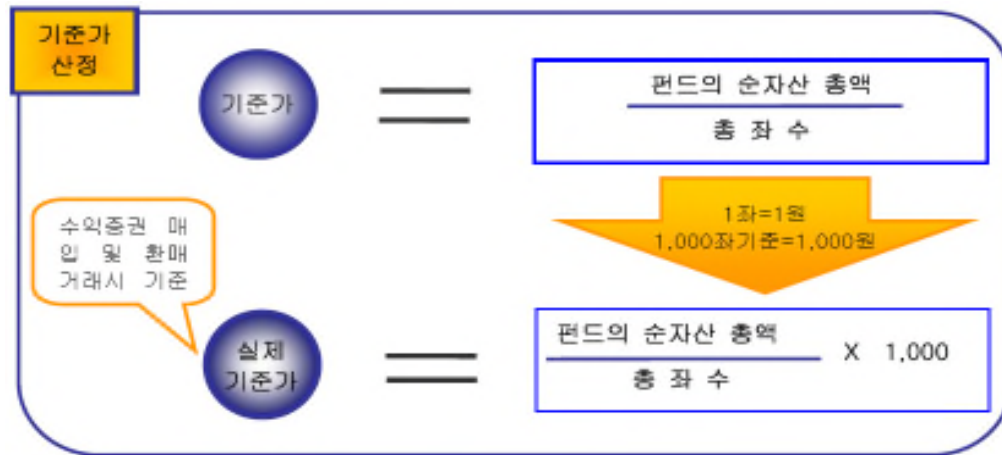 기준가
산정
기준가
펀드의 순자산 총액
총 좌 수
1좌=1원
1,000좌기준=1,000원
수익증권 매
입 및 환매
거래시 기준
실제
기준가
펀드의 순자산 총액
총 좌 수
X 1,000